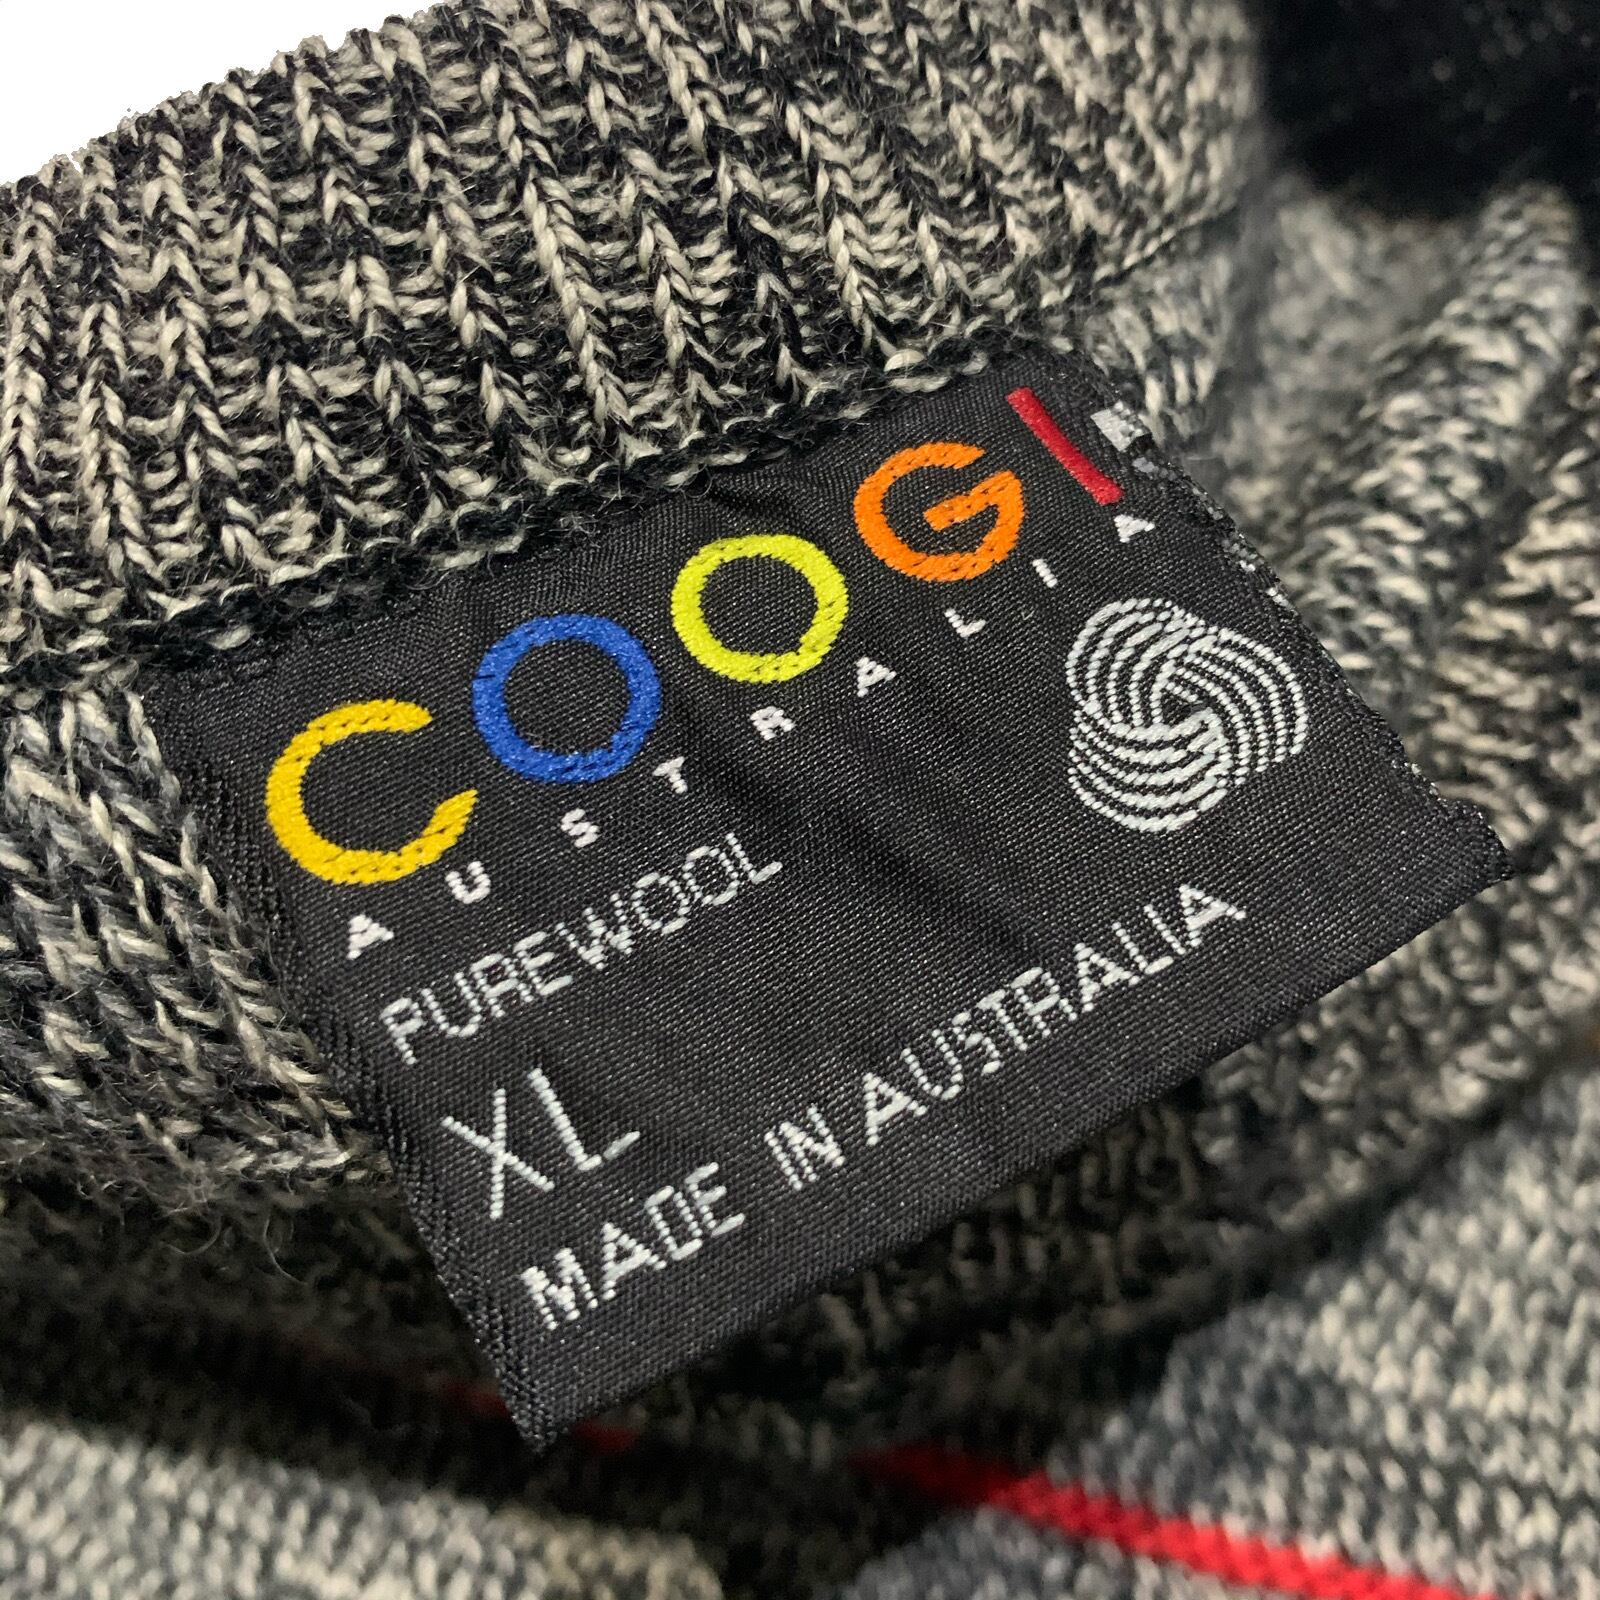 COOGI
AUSTRALIA
PURE WOOL
XL
MADE IN AUSTRALIA